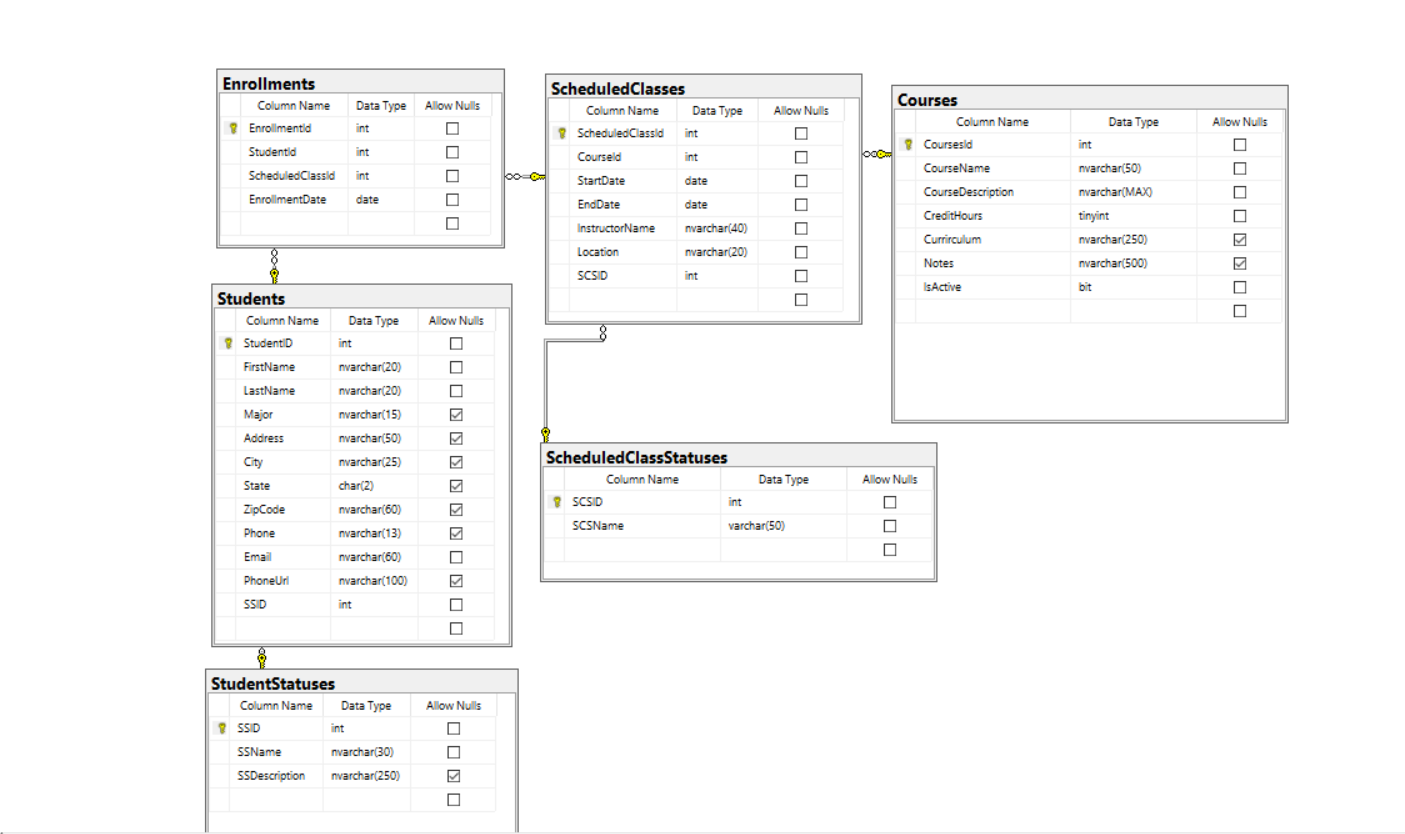 Enrollments
Column Name Data Type Allow Nulls
EnrollmentId int
StudentId int
ScheduledClassId int
EnrollmentDate date
ScheduledClasses
Column Name Data Type Allow Nulls
ScheduledClassId int
CourseId int
StartDate date
EndDate date
InstructorName nvarchar(40)
Location nvarchar(20)
SCSID int
Courses
Column Name Data Type Allow Nulls
CoursesId int
CourseName nvarchar(50)
CourseDescription nvarchar(MAX)
CreditHours tinyint
Currirculum nvarchar(250)
Notes nvarchar(500)
IsActive bit
Students
Column Name Data Type Allow Nulls
StudentID int
FirstName nvarchar(20)
LastName nvarchar(20)
Major nvarchar(15)
Address nvarchar(50)
City nvarchar(25)
State char(2)
ZipCode nvarchar(60)
Phone nvarchar(13)
Email nvarchar(60)
PhoneUrl nvarchar(100)
SSID int
ScheduledClassStatuses
Column Name Data Type Allow Nulls
SCSID int
SCSName varchar(50)
StudentStatuses
Column Name Data Type Allow Nulls
SSID int
SSName nvarchar(30)
SSDescription nvarchar(250)